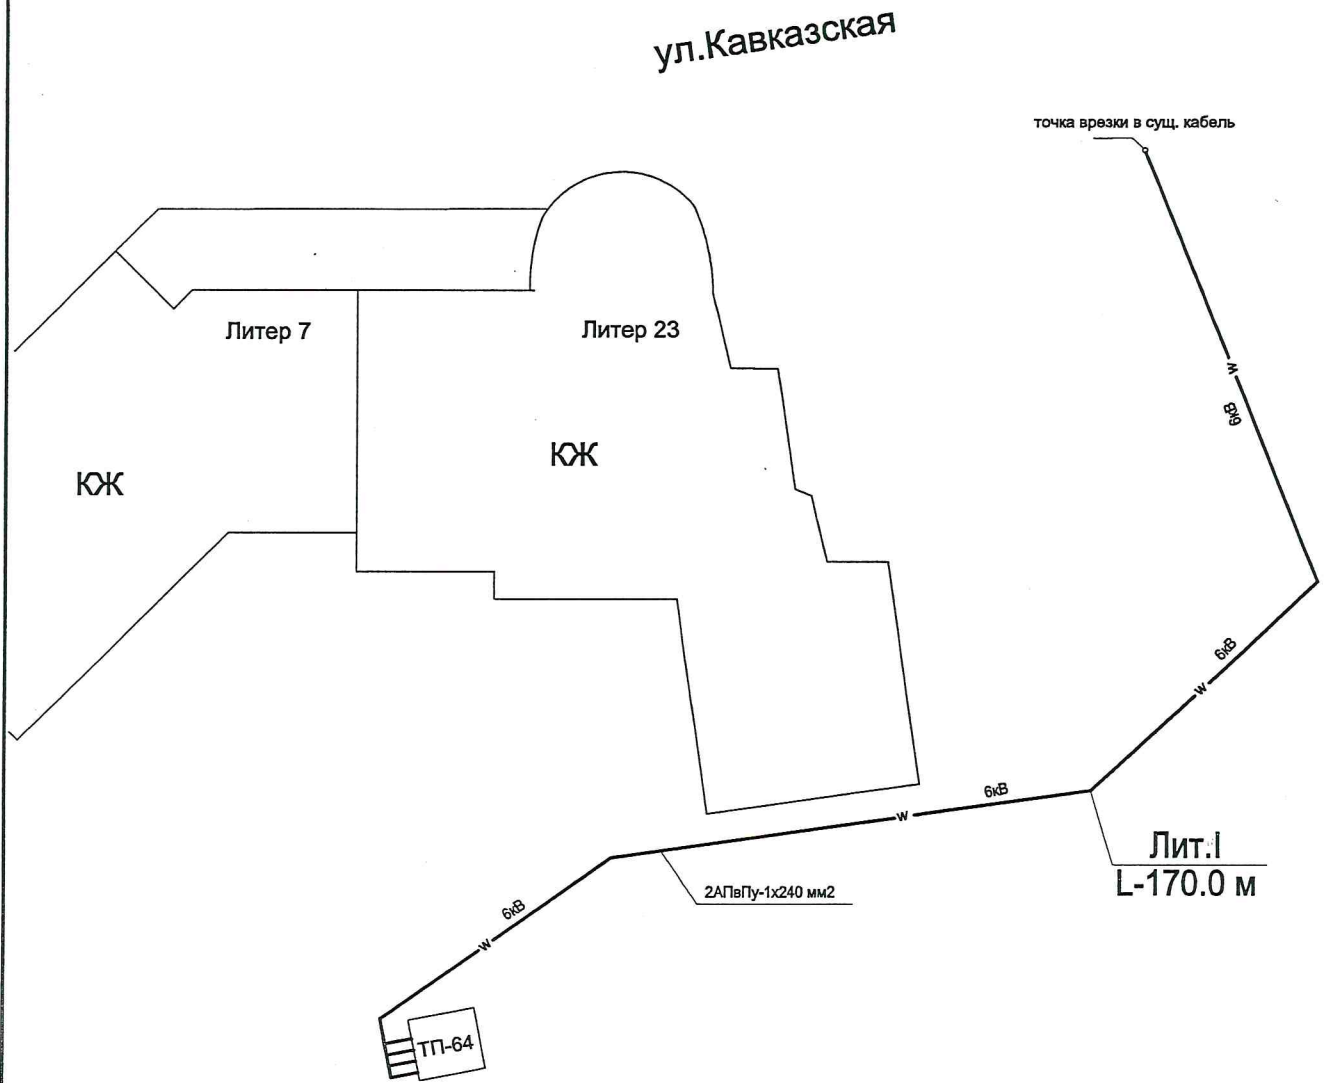 ул.Кавказская
точка врезки в сущ. кабель
Литер 7
Литер 23
w
6кВ
КЖ
КЖ
6кВ
w
6кВ
w
Лит.I
L-170.0 м
2АПвПу-1х240 мм2
6кВ
w
ТП-64